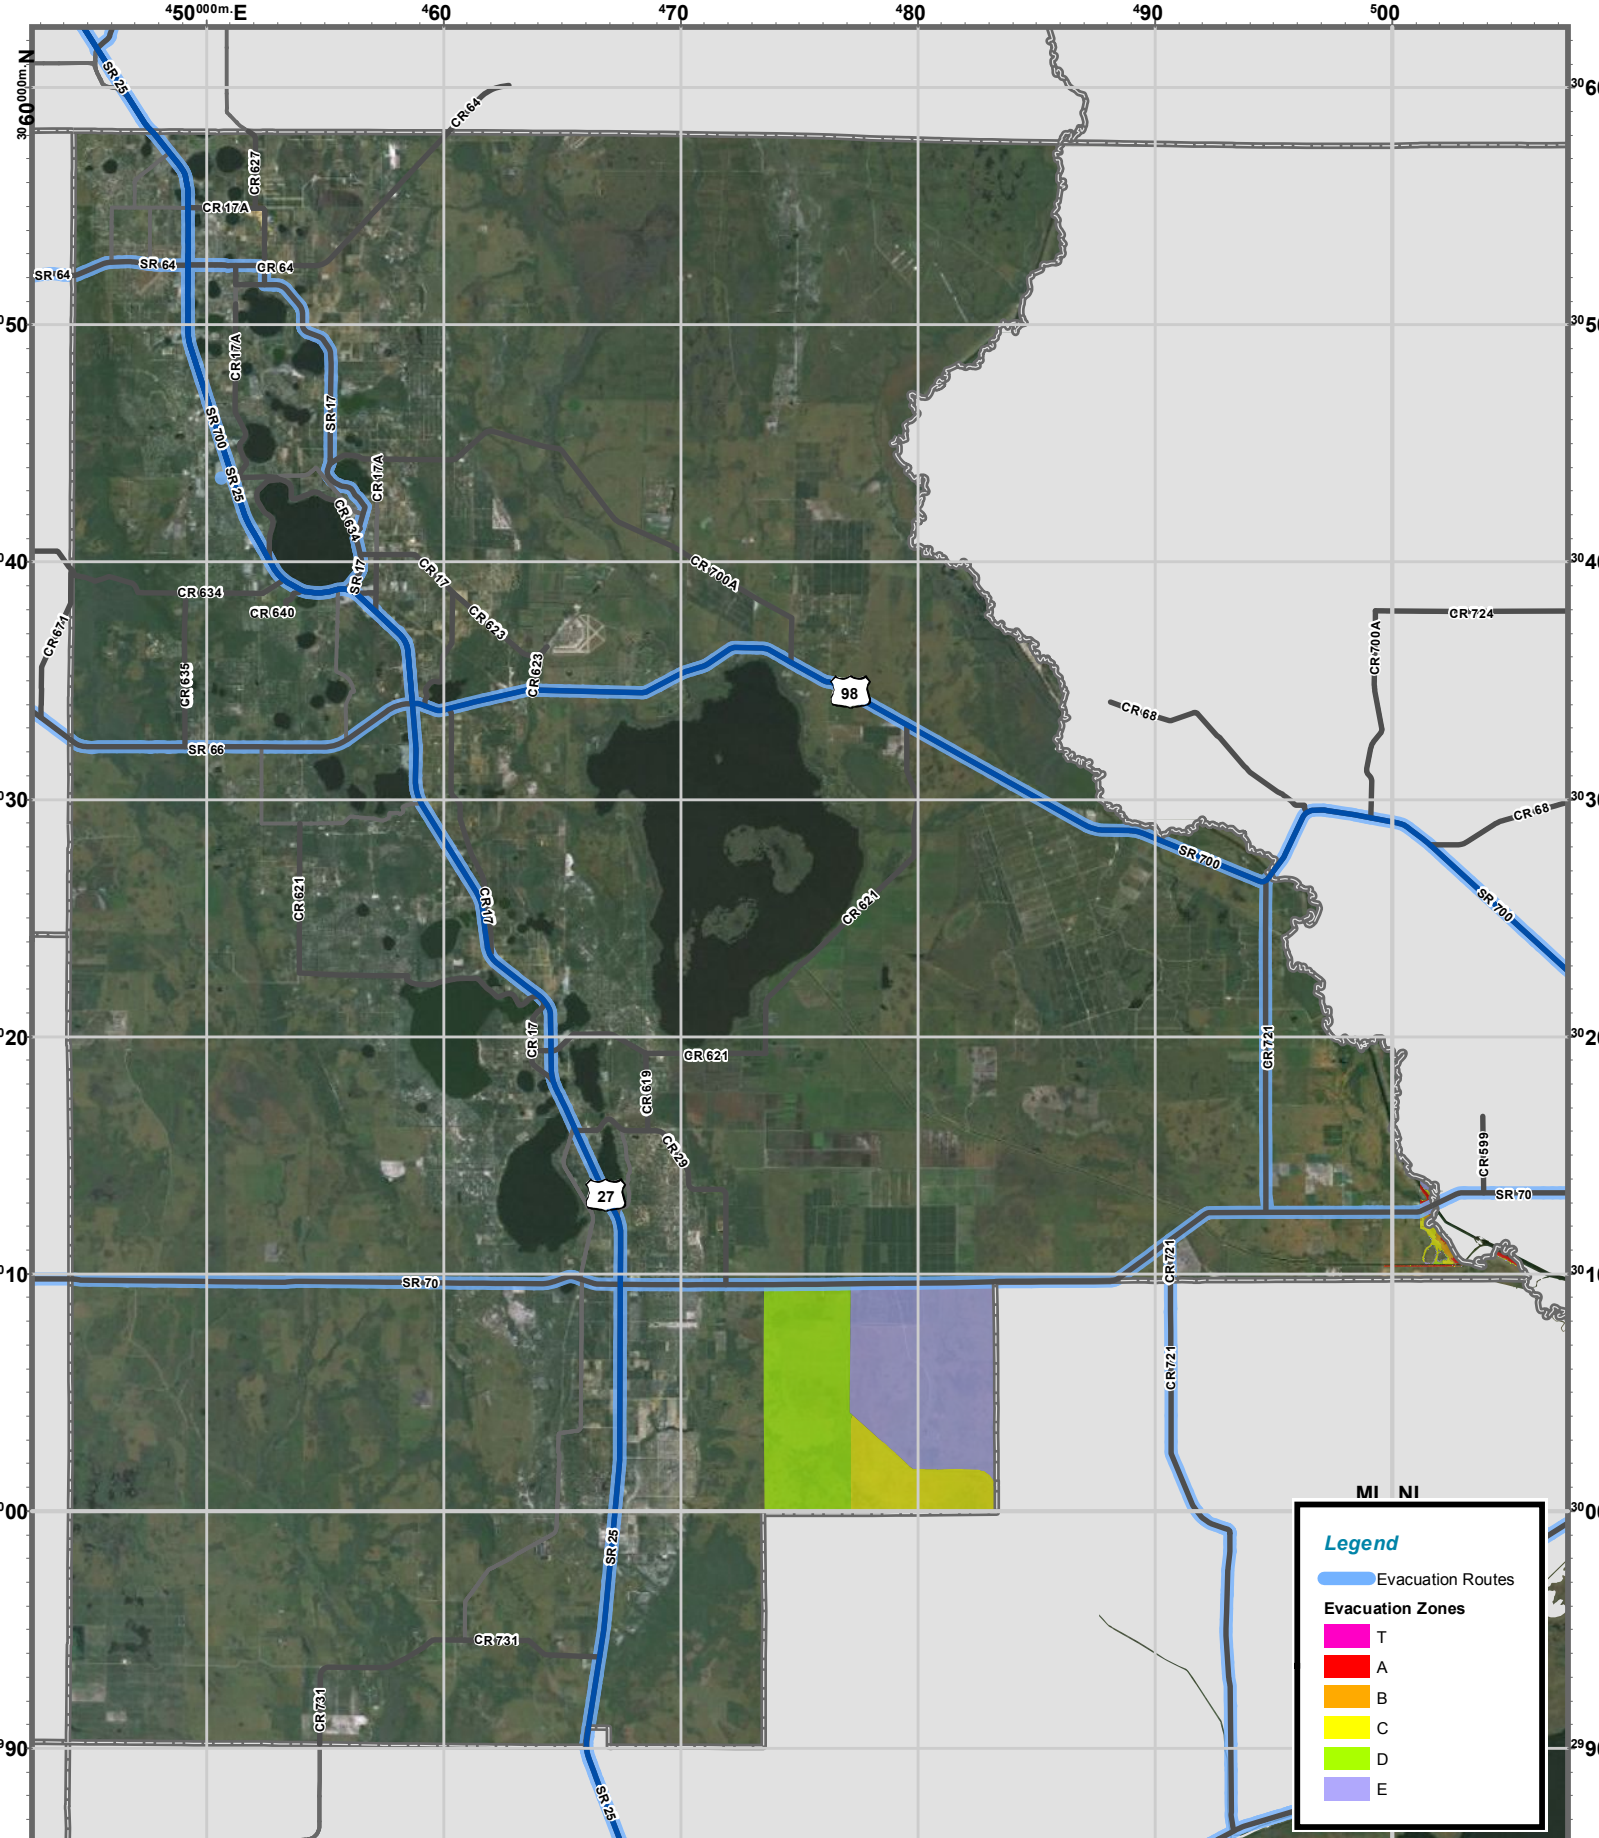 450000m.E 460 470 480 490 500
3060000m.N
3060
50
3050
40
3040
30
3030
20
3020
10
3010
00
3000
90
2990
SR 25
CR 64
CR 627
CR 17A
SR 64
SR 64
CR 64
CR 17A
SR 17
SR 700
SR 25
CR 17A
CR 634
SR 17
CR 17
CR 700A
CR 634
CR 640
CR 623
CR 671
CR 635
CR 623
98
SR 66
CR 724
CR 700A
CR 68
CR 68
SR 700
SR 700
CR 621
CR 17
CR 621
CR 17
CR 621
CR 619
CR 721
CR 29
CR 599
27
SR 70
SR 70
CR 721
CR 721
SR 25
CR 731
CR 731
SR 25
Legend
Evacuation Routes
Evacuation Zones
T
A
B
C
D
E